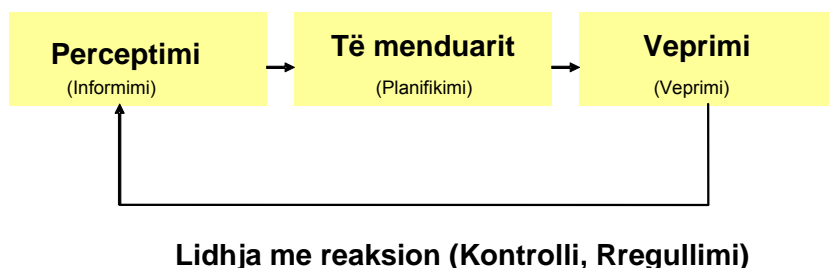 Perceptimi
(Informimi)
Të menduarit
(Planifikimi)
Veprimi
(Veprimi)
Lidhja me reaksion (Kontrolli, Rregullimi)